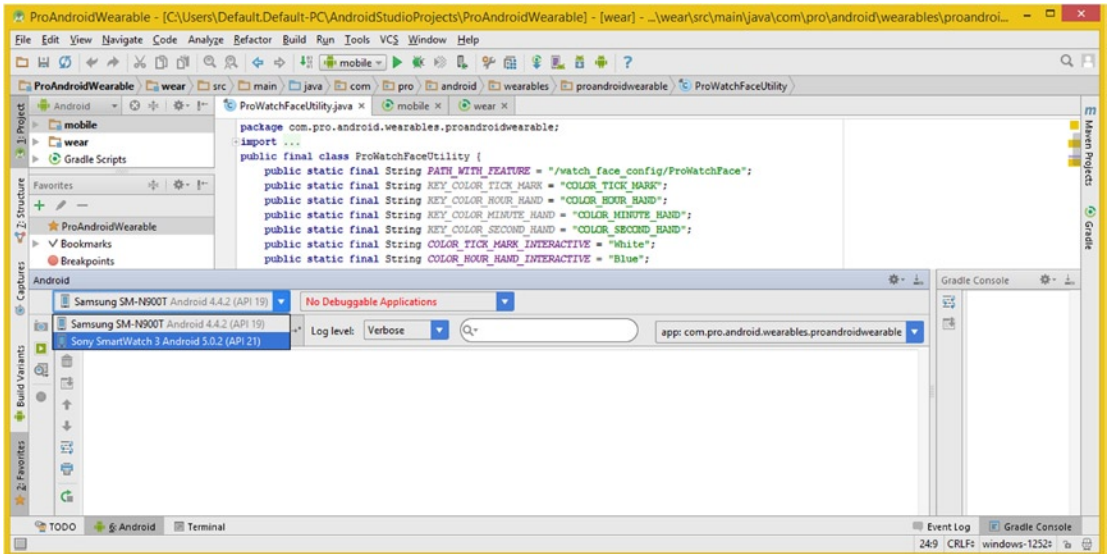 ProAndroidWearable - [C:\Users\Default.Default-PC\AndroidStudioProjects\ProAndroidWearable] - [wear] - ...\wear\src\main\java\com\pro\android\wearables\proandroi...
File Edit View Navigate Code Analyze Refactor Build Run Tools VCS Window Help
mobile
ProAndroidWearable wear src main java com pro android wearables proandroidwearable ProWatchFaceUtility
1: Project
Android
ProWatchFaceUtility.java × mobile × wear ×
mobile
wear
Gradle Scripts
package com.pro.android.wearables.proandroidwearable;
import ...
public final class ProWatchFaceUtility {
public static final String PATH_WITH_FEATURE = "/watch_face_config/ProWatchFace";
public static final String KEY_COLOR_TICK_MARK = "COLOR_TICK_MARK";
public static final String KEY_COLOR_HOUR_HAND = "COLOR_HOUR_HAND";
public static final String KEY_COLOR_MINUTE_HAND = "COLOR_MINUTE_HAND";
public static final String KEY_COLOR_SECOND_HAND = "COLOR_SECOND_HAND";
public static final String COLOR_TICK_MARK_INTERACTIVE = "White";
public static final String COLOR_HOUR_HAND_INTERACTIVE = "Blue";
Maven Projects
Gradle
Z: Structure
Favorites
ProAndroidWearable
Bookmarks
Breakpoints
Captures
Android
Gradle Console
Samsung SM-N900T Android 4.4.2 (API 19)
No Debuggable Applications
Samsung SM-N900T Android 4.4.2 (API 19)
Sony SmartWatch 3 Android 5.0.2 (API 21)
Log level: Verbose
app: com.pro.android.wearables.proandroidwearable
Build Variants
2: Favorites
TODO 6: Android Terminal
Event Log Gradle Console
24:9 CRLF÷ windows-1252÷